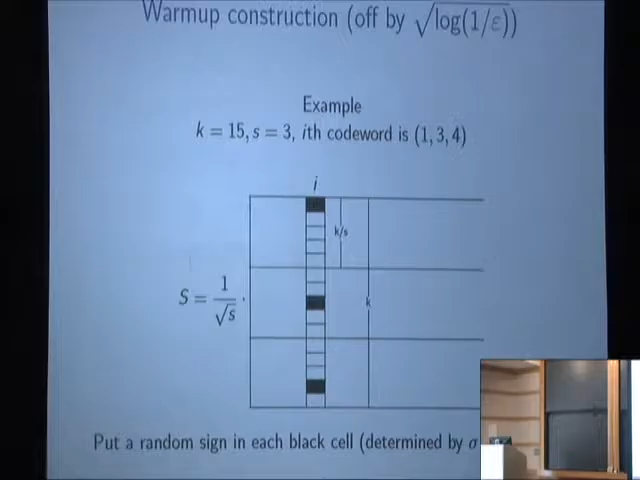 Warmup construction (off by √log(1/ε))
Example
k = 15, s = 3, ith codeword is (1, 3, 4)
i
k/s
S = 1/√s ·
k
Put a random sign in each black cell (determined by σ